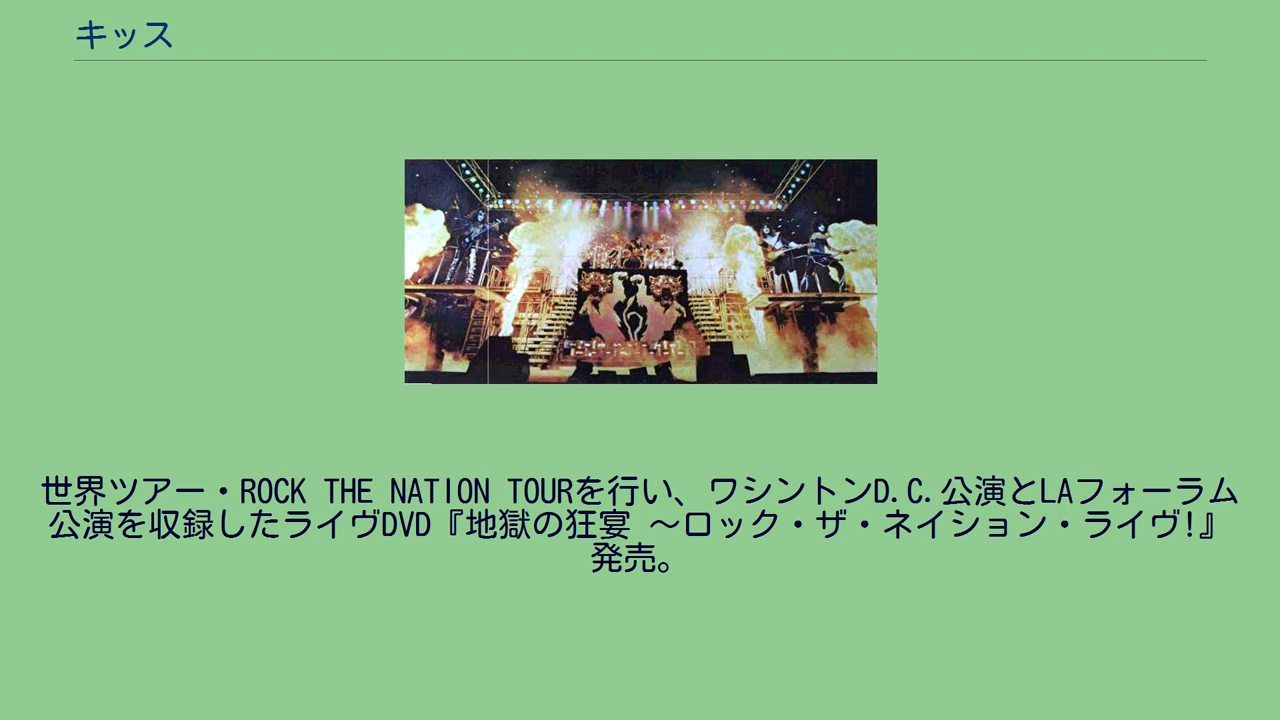 キッス
世界ツアー・ROCK THE NATION TOURを行い、ワシントンD.C.公演とLAフォーラム
公演を収録したライヴDVD『地獄の狂宴 〜ロック・ザ・ネイション・ライヴ!』
発売。